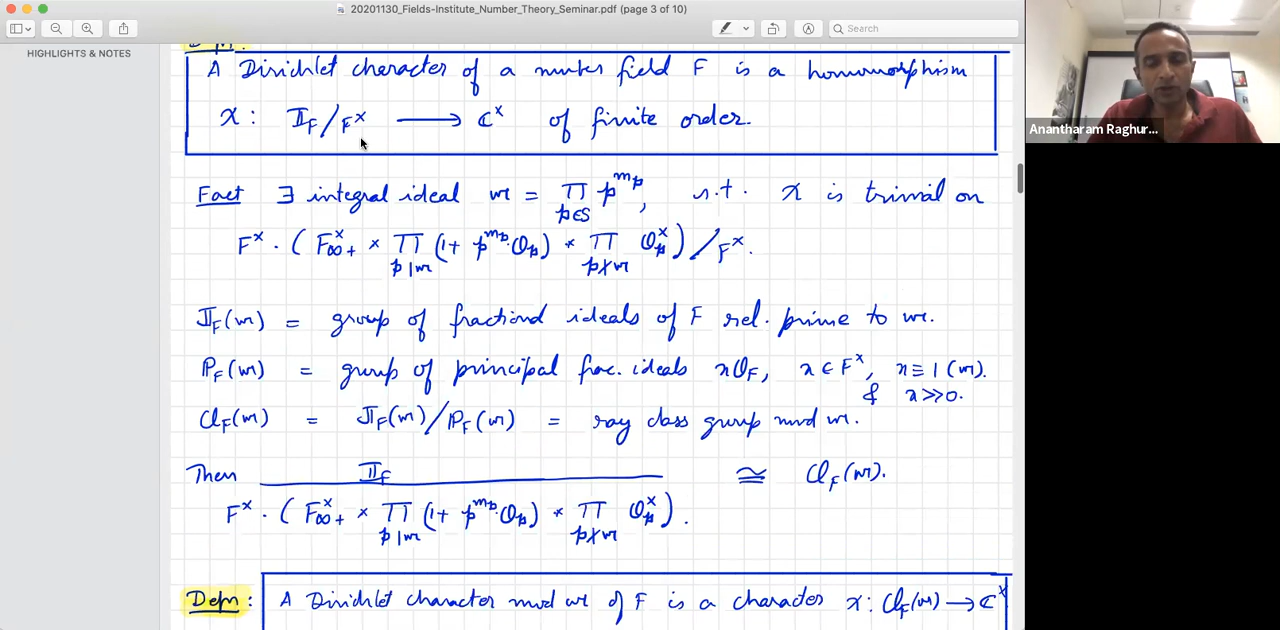 20201130_Fields-Institute_Number_Theory_Seminar.pdf (page 3 of 10)
Search
HIGHLIGHTS & NOTES
Anantharam Raghur...
A Dirichlet character of a number field F is a homomorphism
χ : 𝕀_F / F^× ⟶ ℂ^× of finite order.
Fact ∃ integral ideal 𝔪 = ∏_{𝔭∈S} 𝔭^{m_𝔭}, s.t. χ is trivial on
F^× · ( F_{∞+}^× × ∏_{𝔭|𝔪} (1 + 𝔭^{m_𝔭} O_𝔭) × ∏_{𝔭∤𝔪} O_𝔭^× ) / F^×.
𝕁_F(𝔪) = group of fractional ideals of F rel. prime to 𝔪.
ℙ_F(𝔪) = group of principal frac. ideals xO_F, x ∈ F^×, x ≡ 1 (𝔪).
& x >> 0.
Cl_F(𝔪) = 𝕁_F(𝔪) / ℙ_F(𝔪) = ray class group mod 𝔪.
Then 𝕀_F
≅ Cl_F(𝔪).
F^× · ( F_{∞+}^× × ∏_{𝔭|𝔪} (1 + 𝔭^{m_𝔭} O_𝔭) × ∏_{𝔭∤𝔪} O_𝔭^× ).
Defn: A Dirichlet character mod 𝔪 of F is a character χ : Cl_F(𝔪) ⟶ ℂ^×